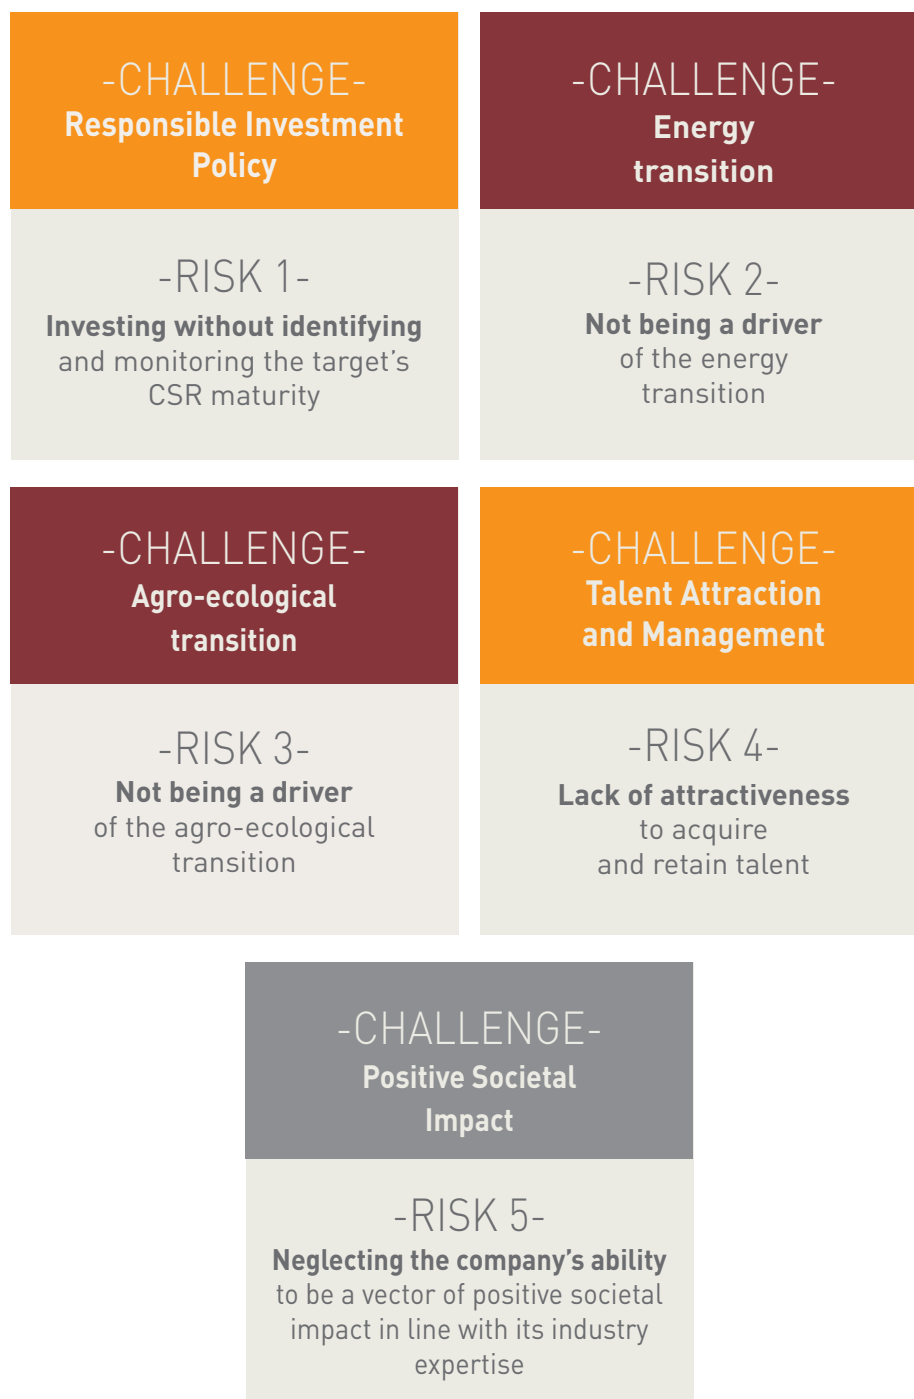 -CHALLENGE-
Responsible Investment
Policy
-RISK 1-
Investing without identifying
and monitoring the target's
CSR maturity
-CHALLENGE-
Energy
transition
-RISK 2-
Not being a driver
of the energy
transition
-CHALLENGE-
Agro-ecological
transition
-RISK 3-
Not being a driver
of the agro-ecological
transition
-CHALLENGE-
Talent Attraction
and Management
-RISK 4-
Lack of attractiveness
to acquire
and retain talent
-CHALLENGE-
Positive Societal
Impact
-RISK 5-
Neglecting the company's ability
to be a vector of positive societal
impact in line with its industry
expertise